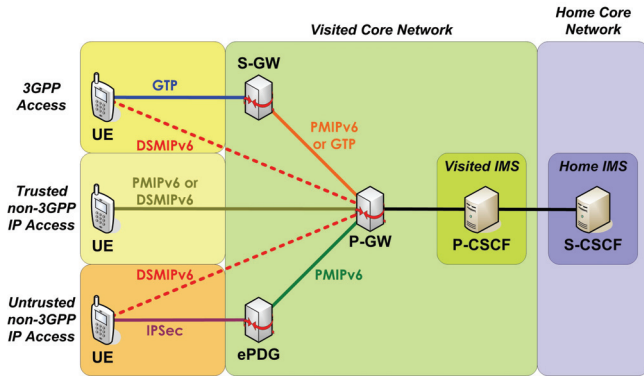 Visited Core Network
Home Core
Network
3GPP
Access
UE
GTP
S-GW
DSMIPv6
PMIPv6
or GTP
Trusted
non-3GPP
IP Access
UE
PMIPv6 or
DSMIPv6
P-GW
Visited IMS
P-CSCF
Home IMS
S-CSCF
Untrusted
non-3GPP
IP Access
UE
DSMIPv6
IPSec
PMIPv6
ePDG